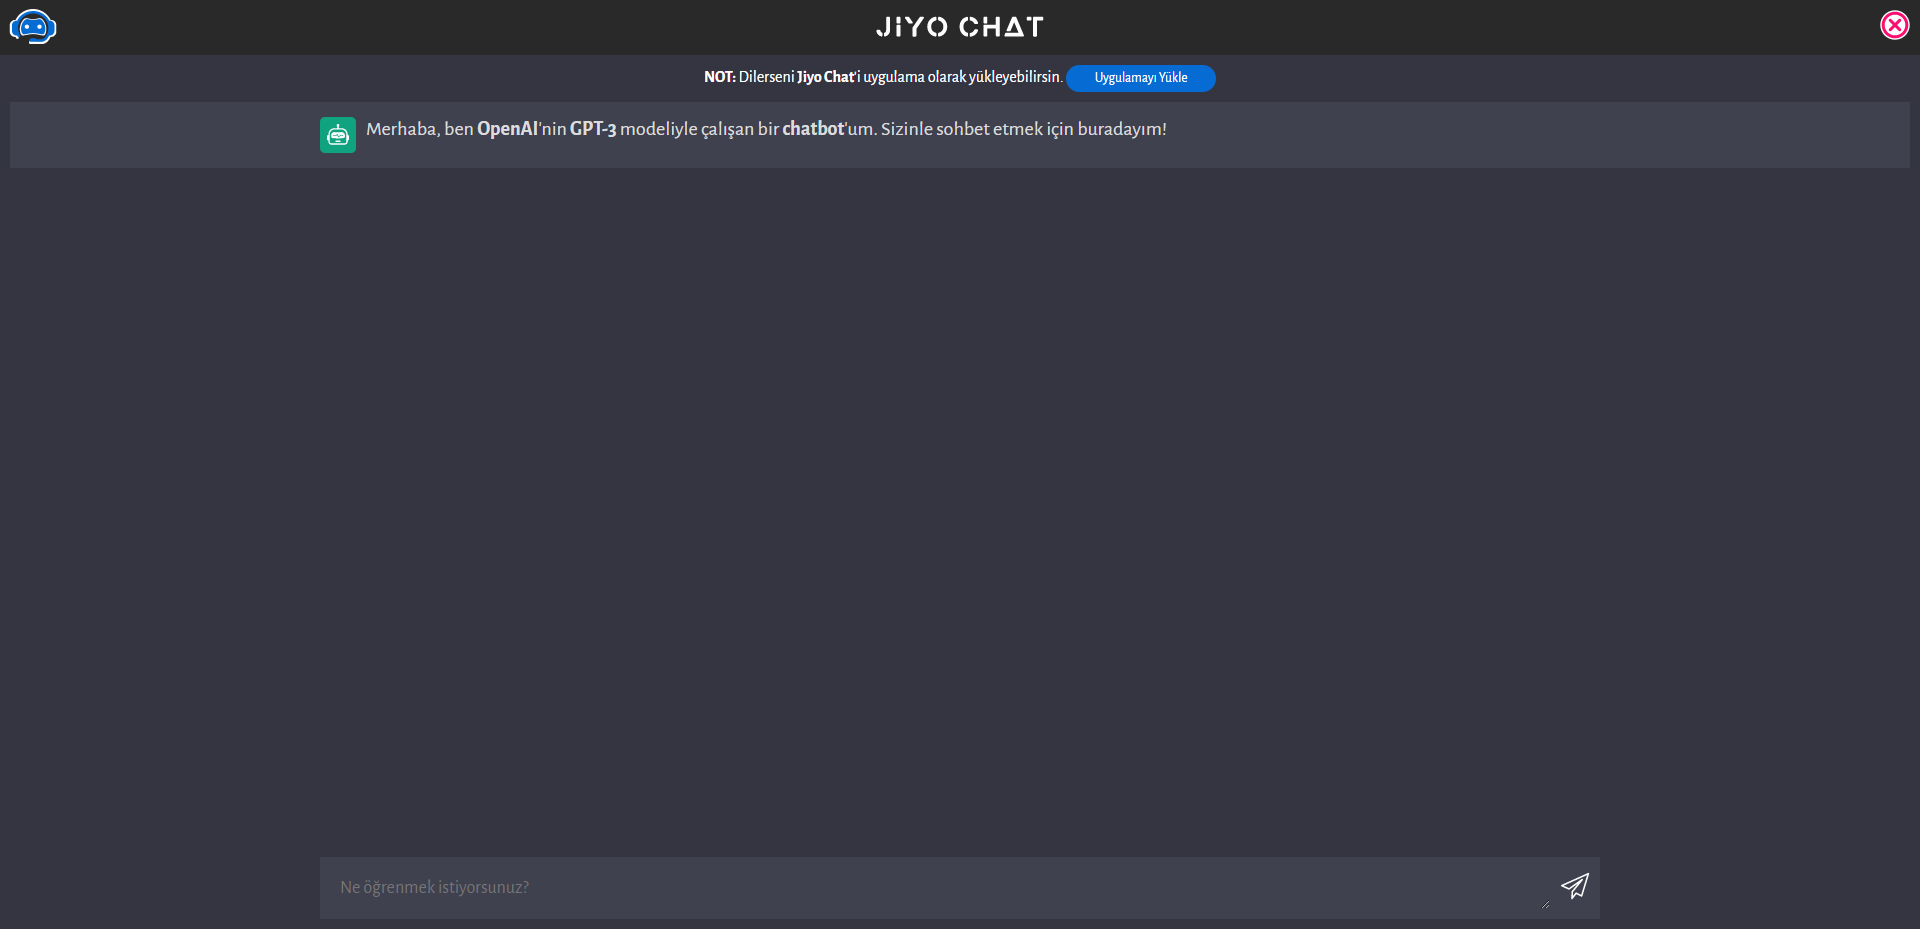 JiYO CHAT
NOT: Dilerseni Jiyo Chat'i uygulama olarak yükleyebilirsin. Uygulamayı Yükle
Merhaba, ben OpenAI'nin GPT-3 modeliyle çalışan bir chatbot'um. Sizinle sohbet etmek için buradayım!
Ne öğrenmek istiyorsunuz?